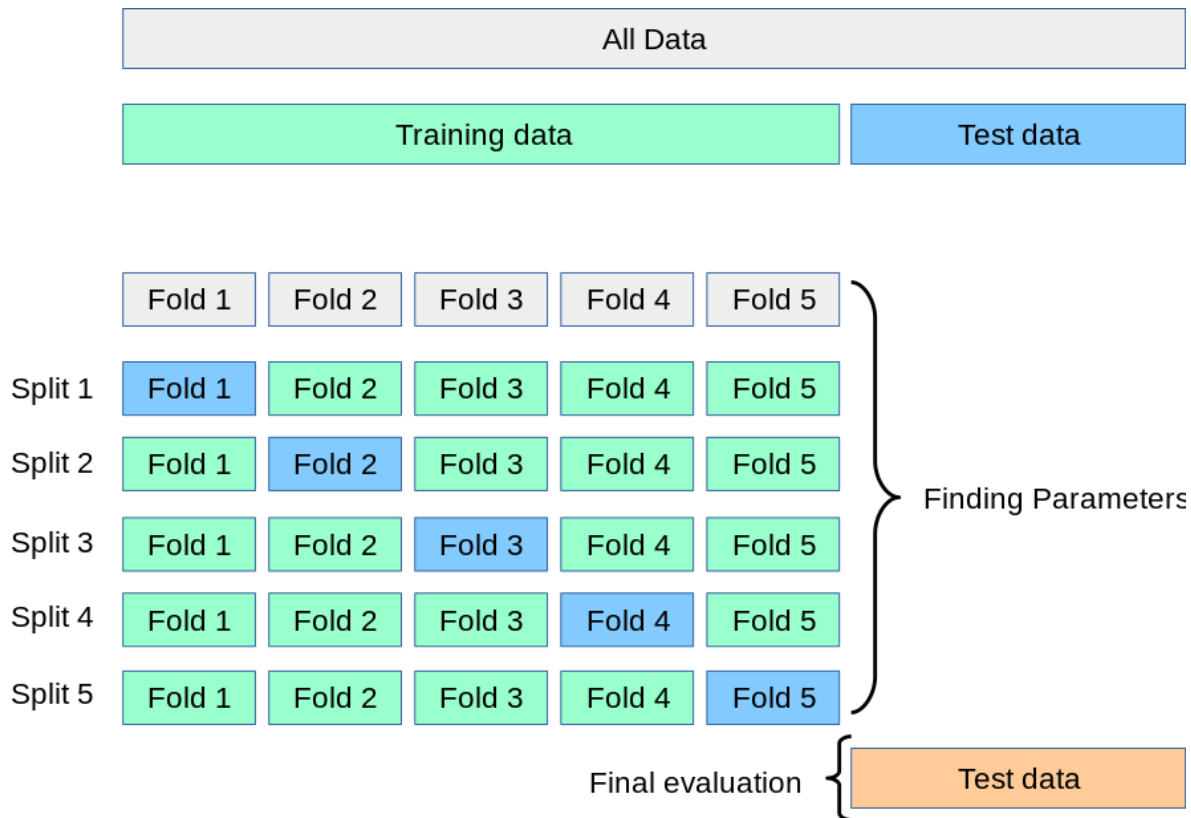 All Data
Training data Test data
Fold 1 Fold 2 Fold 3 Fold 4 Fold 5
Split 1 Fold 1 Fold 2 Fold 3 Fold 4 Fold 5
Split 2 Fold 1 Fold 2 Fold 3 Fold 4 Fold 5
Finding Parameters
Split 3 Fold 1 Fold 2 Fold 3 Fold 4 Fold 5
Split 4 Fold 1 Fold 2 Fold 3 Fold 4 Fold 5
Split 5 Fold 1 Fold 2 Fold 3 Fold 4 Fold 5
Final evaluation Test data